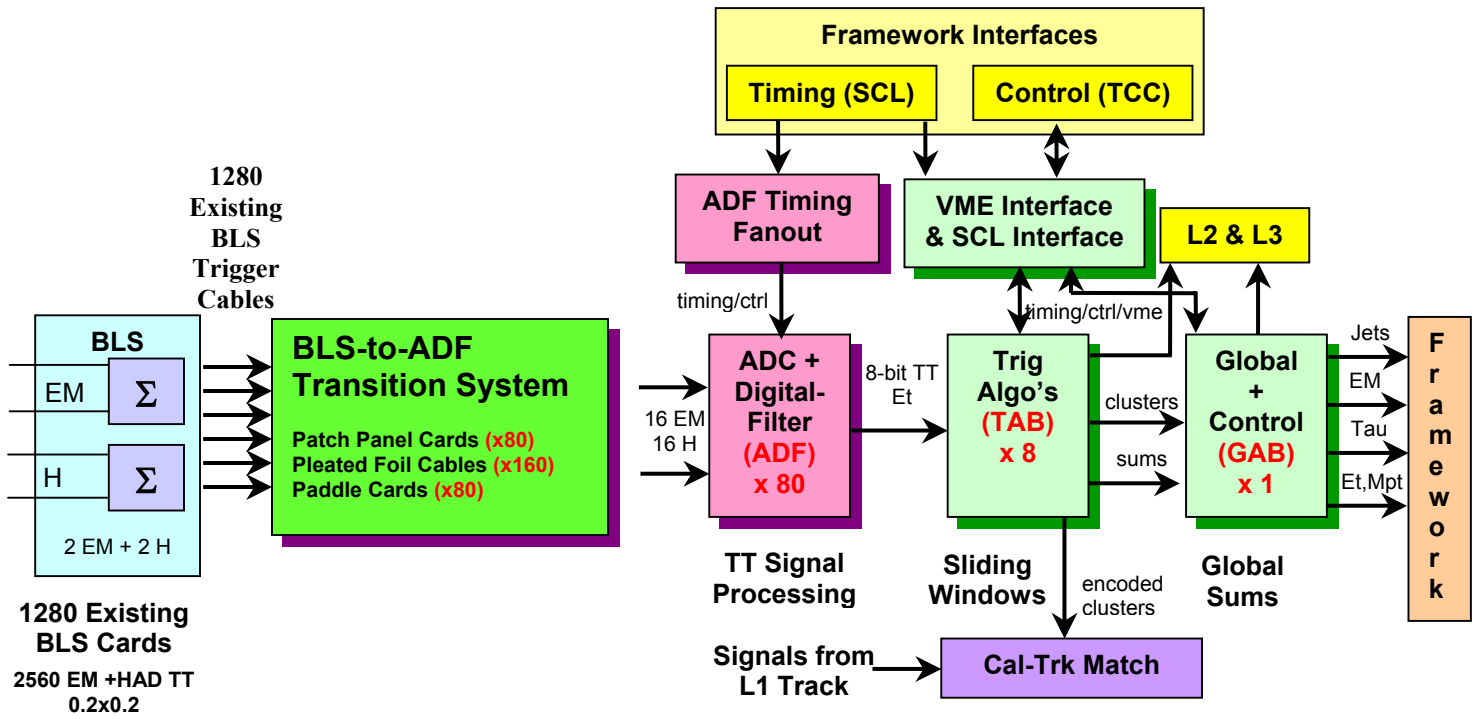 Framework Interfaces
Timing (SCL)
Control (TCC)
1280
Existing
BLS
Trigger
Cables
ADF Timing
Fanout
VME Interface
& SCL Interface
L2 & L3
timing/ctrl
timing/ctrl/vme
BLS
EM
Σ
H
Σ
2 EM + 2 H
BLS-to-ADF
Transition System
Patch Panel Cards (x80)
Pleated Foil Cables (x160)
Paddle Cards (x80)
16 EM
16 H
ADC +
Digital-
Filter
(ADF)
x 80
8-bit TT
Et
Trig
Algo's
(TAB)
x 8
clusters
sums
Global
+
Control
(GAB)
x 1
Jets
EM
Tau
Et,Mpt
F
r
a
m
e
w
o
r
k
TT Signal
Processing
Sliding
Windows
encoded
clusters
Global
Sums
1280 Existing
BLS Cards
2560 EM +HAD TT
0.2x0.2
Signals from
L1 Track
Cal-Trk Match